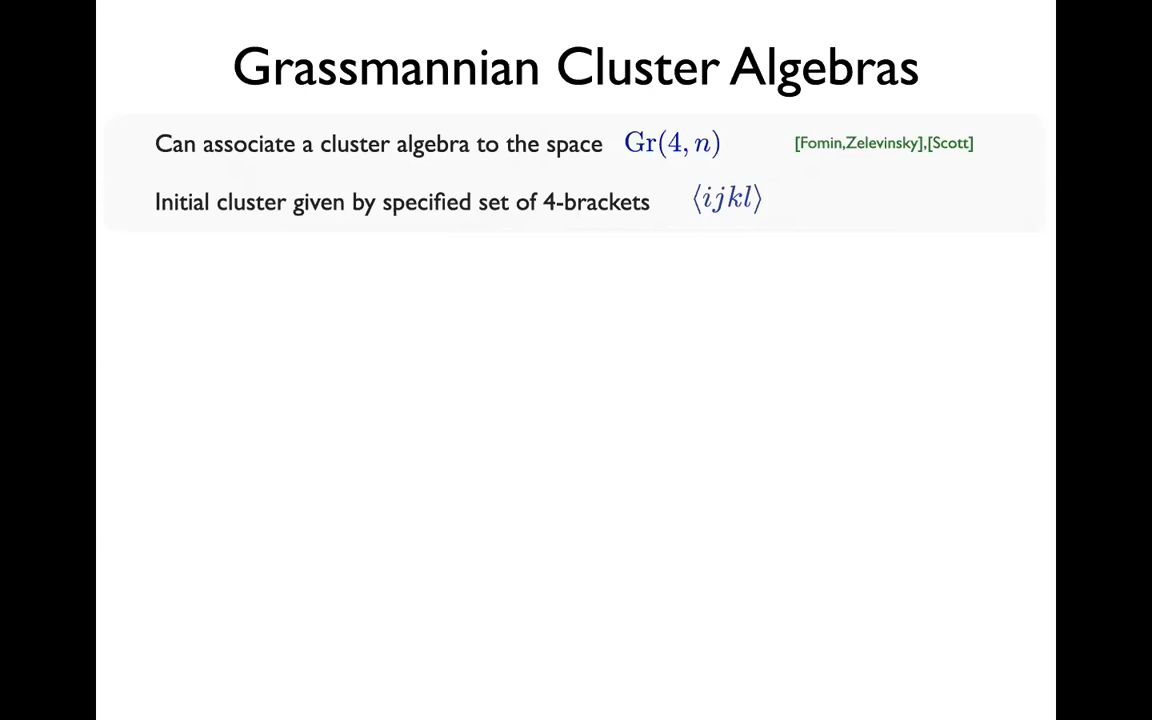 Grassmannian Cluster Algebras
Can associate a cluster algebra to the space Gr(4, n) [Fomin,Zelevinsky],[Scott]
Initial cluster given by specified set of 4-brackets ⟨ijkl⟩